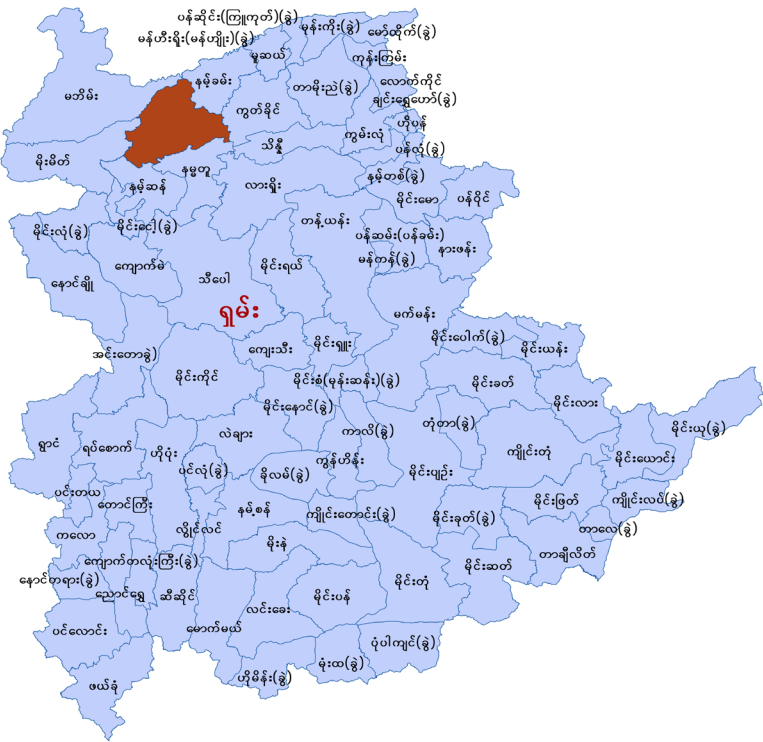 ပန်ဆိုင်း(ကြူကုတ်)(ခွဲ)
မုန်းကိုး(ခွဲ)
မော်ထိုက်(ခွဲ)
မန်ဟီးရိုး(မန်ဟျိုး)(ခွဲ)
မူဆယ်
ကုန်းကြမ်း
နမ့်ခမ်း
လောက်ကိုင်
မဘိမ်း
တာမိုးညဲ(ခွဲ)
ချင်းရွှေဟော်(ခွဲ)
ကွတ်ခိုင်
ဟိုပန်
ကွမ်းလုံ
သိန္နီ
ပန်လုံ(ခွဲ)
မိုးမိတ်
နမ္မတူ
နမ့်တစ်(ခွဲ)
နမ့်ဆန်
လားရှိုး
မိုင်းမော
ပန်ဝိုင်
တန့်ယန်း
မိုင်းလုံ(ခွဲ)
မိုင်းငေါ့(ခွဲ)
ပန်ဆမ်း(ပန်ခမ်း)
နားဖန်း
မန်ကန်(ခွဲ)
ကျောက်မဲ
မိုင်းရယ်
သီပေါ
နောင်ချို
ရှမ်း
မက်မန်း
မိုင်းပေါက်(ခွဲ)
မိုင်းရှူး
ကျေးသီး
မိုင်းယန်း
အင်းတောခွဲ)
မိုင်းကိုင်
မိုင်းစံ(မုန်းဆန်း)(ခွဲ)
မိုင်းခတ်
မိုင်းနောင်(ခွဲ)
မိုင်းလား
တုံတာ(ခွဲ)
မိုင်းယု(ခွဲ)
လဲချား
ကာလိ(ခွဲ)
ရွာငံ
ရပ်စောက်
ဟိုပုံး
ကျိုင်းတုံ
မိုင်းယောင်း
ကွန်ဟိန်း
ပင်လုံ(ခွဲ)
ခိုလမ်(ခွဲ)
မိုင်းပျဉ်း
ပင်းတယ
တောင်ကြီး
မိုင်းဖြတ်
ကျိုင်းလပ်(ခွဲ)
နမ့်စန်
ကျိုင်းတောင်း(ခွဲ)
မိုင်းခုတ်(ခွဲ)
လွိုင်လင်
တာလေ(ခွဲ)
ကလော
မိုးနဲ
တာချီလိတ်
ကျောက်တလုံးကြီး(ခွဲ)
မိုင်းဆတ်
နောင်တရား(ခွဲ)
မိုင်းတုံ
ညောင်ရွှေ
ဆီဆိုင်
မိုင်းပန်
လင်းခေး
ပင်လောင်း
မောက်မယ်
ပုံပါကျင်(ခွဲ)
မုံးထ(ခွဲ)
ဟိုမိန်း(ခွဲ)
ဖယ်ခုံ